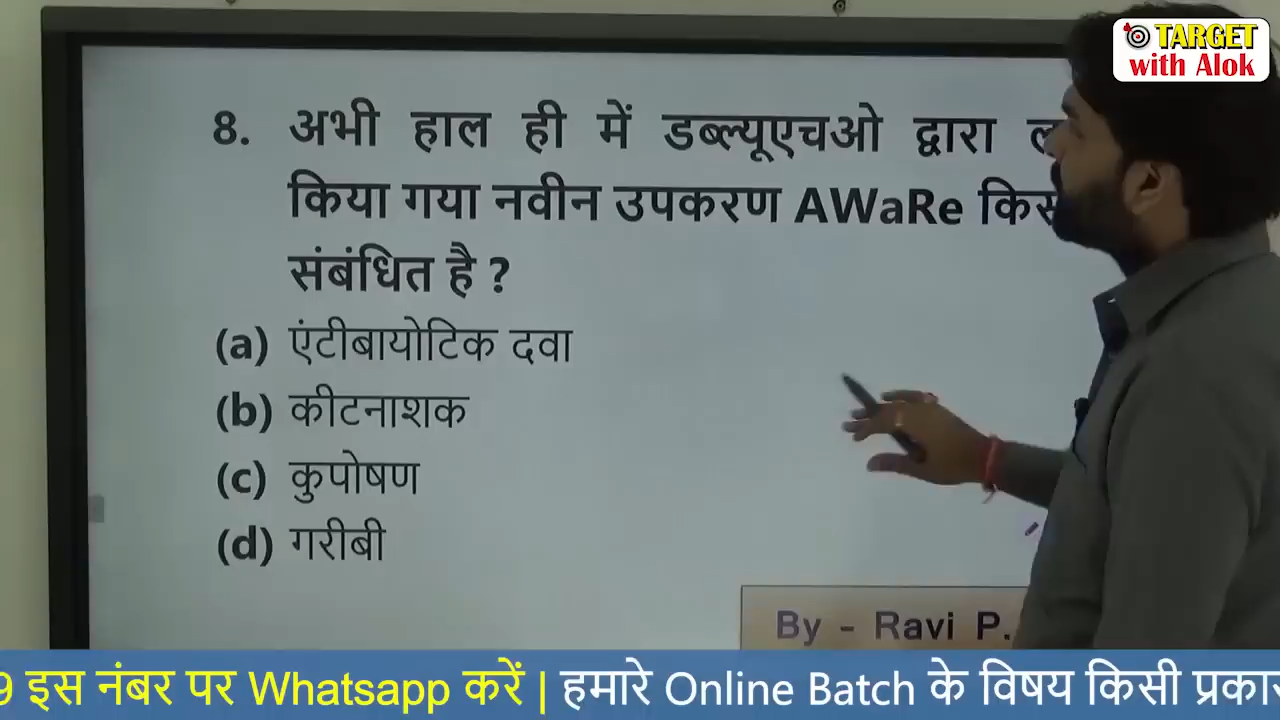 TARGET
with Alok
8. अभी हाल ही में डब्ल्यूएचओ द्वारा
किया गया नवीन उपकरण AWaRe
संबंधित है ?
(a) एंटीबायोटिक दवा
(b) कीटनाशक
(c) कुपोषण
(d) गरीबी
By - Ravi P.
9 इस नंबर पर Whatsapp करें | हमारे Online Batch के विषय किसी